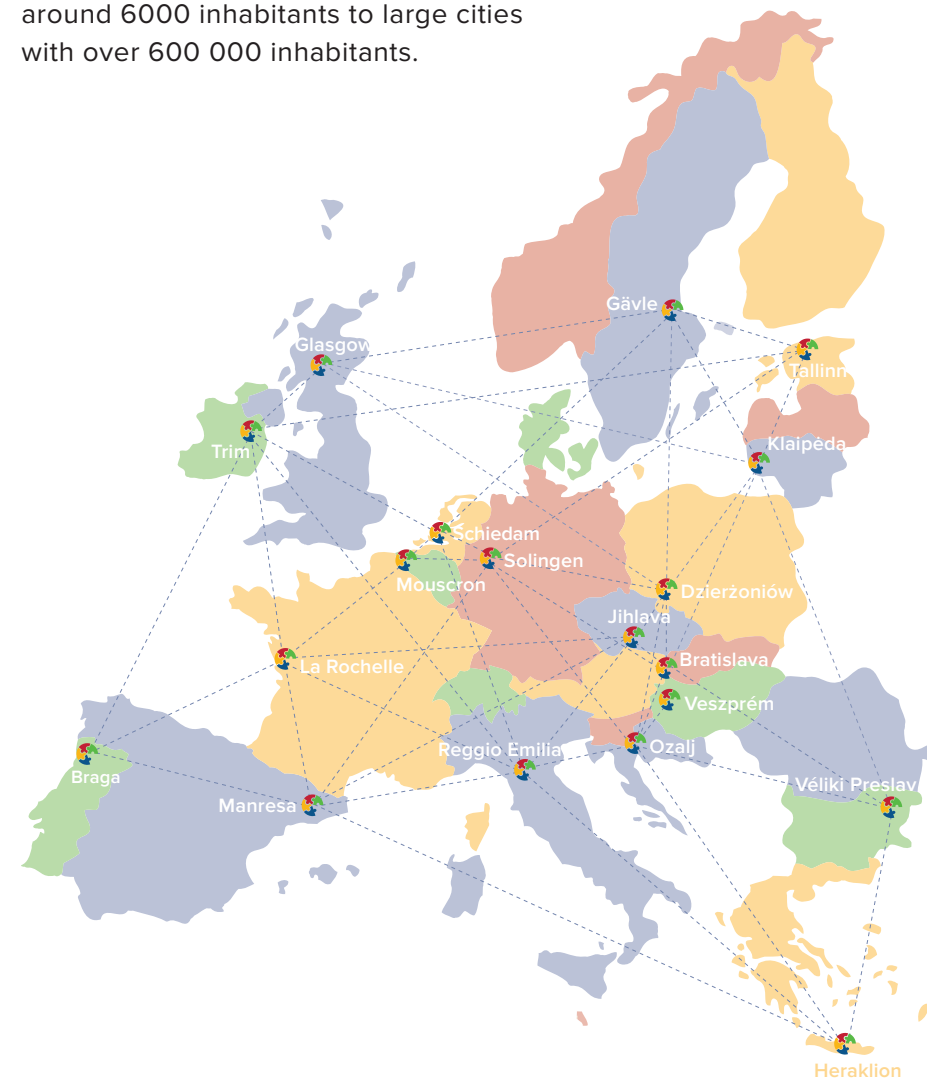 around 6000 inhabitants to large cities
with over 600 000 inhabitants.
Gävle
Glasgow
Tallinn
Klaipėda
Trim
Schiedam
Solingen
Mouscron
Dzierżoniów
Jihlava
Bratislava
La Rochelle
Veszprém
Reggio Emilia
Ozalj
Braga
Véliki Preslav
Manresa
Heraklion